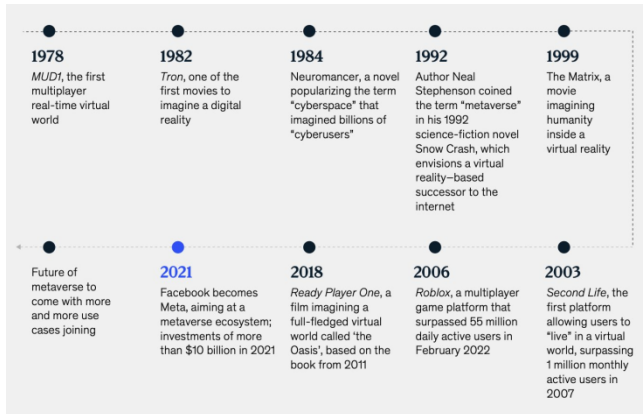 1978
MUD1, the first
multiplayer
real-time virtual
world
1982
Tron, one of the
first movies to
imagine a digital
reality
1984
Neuromancer, a novel
popularizing the term
“cyberspace” that
imagined billions of
“cyberusers”
1992
Author Neal
Stephenson coined
the term “metaverse”
in his 1992
science-fiction novel
Snow Crash, which
envisions a virtual
reality–based
successor to the
internet
1999
The Matrix, a
movie
imagining
humanity
inside a
virtual reality
2003
Second Life, the
first platform
allowing users to
“live” in a virtual
world, surpassing
1 million monthly
active users in
2007
2006
Roblox, a multiplayer
game platform that
surpassed 55 million
daily active users in
February 2022
2018
Ready Player One, a
film imagining a
full-fledged virtual
world called ‘the
Oasis’, based on the
book from 2011
2021
Facebook becomes
Meta, aiming at a
metaverse ecosystem;
investments of more
than $10 billion in 2021
Future of
metaverse to
come with more
and more use
cases joining